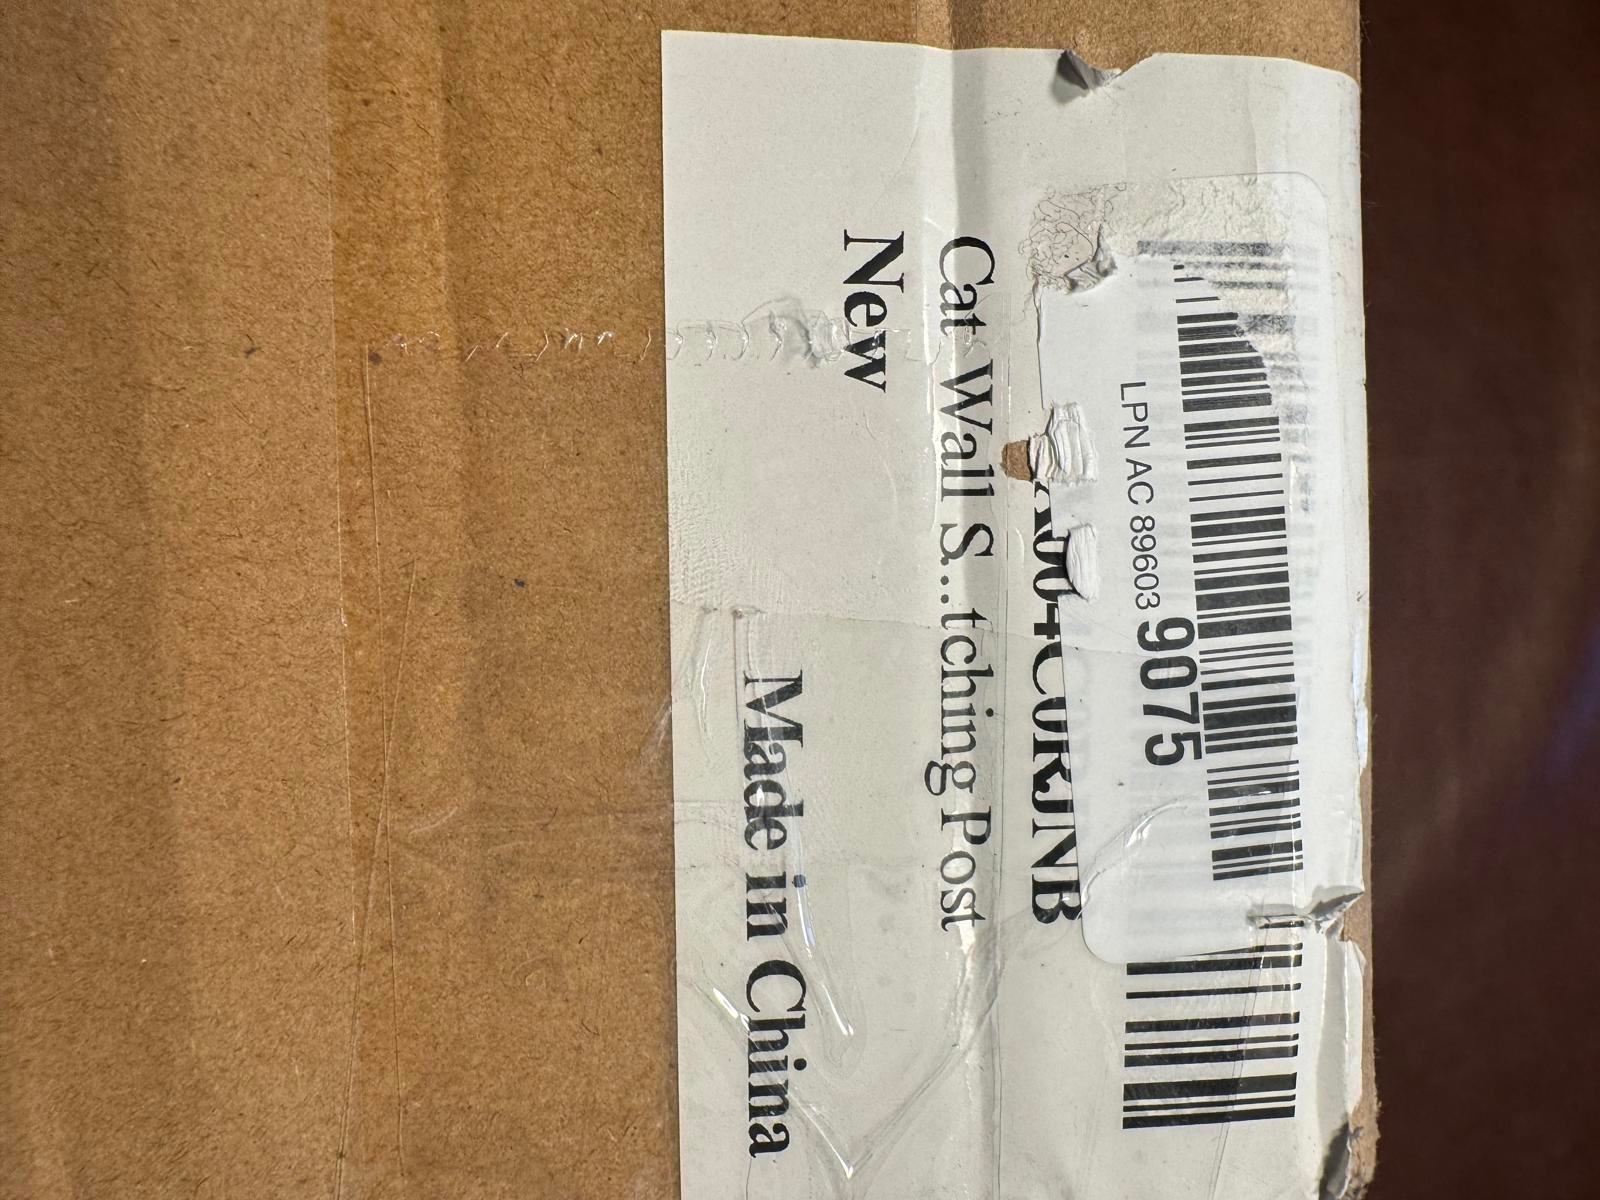 LPN AC 89603 9075
Cat Wall S..tching Post
New
Made in China